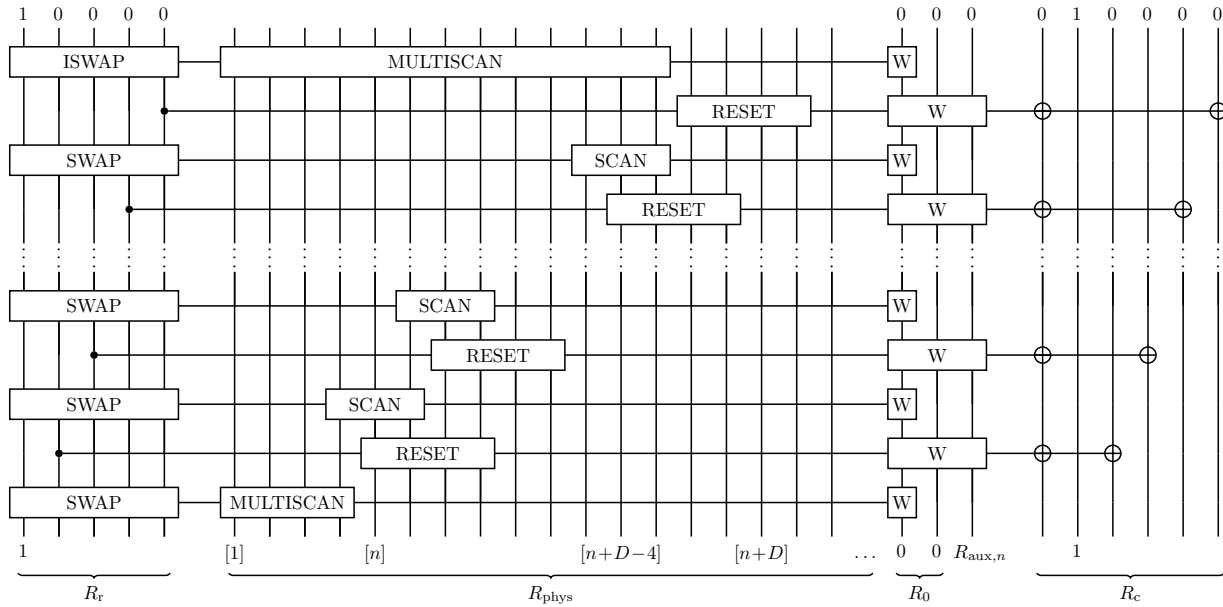 1 0 0 0 0 0 0 0 0 1 0 0 0 0
ISWAP MULTISCAN W
RESET W
SWAP SCAN W
RESET W
SWAP SCAN W
RESET W
SWAP SCAN W
RESET W
SWAP MULTISCAN W
1 [1] [n] [n+D−4] [n+D] … 0 0 R_aux,n 1
R_r R_phys R_0 R_c